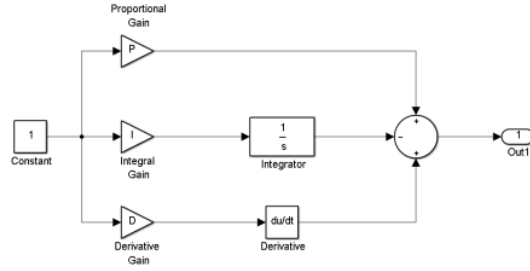 Proportional
Gain
P
+
1
Constant
I
Integral
Gain
1
s
Integrator
−
1
Out1
+
D
Derivative
Gain
du/dt
Derivative